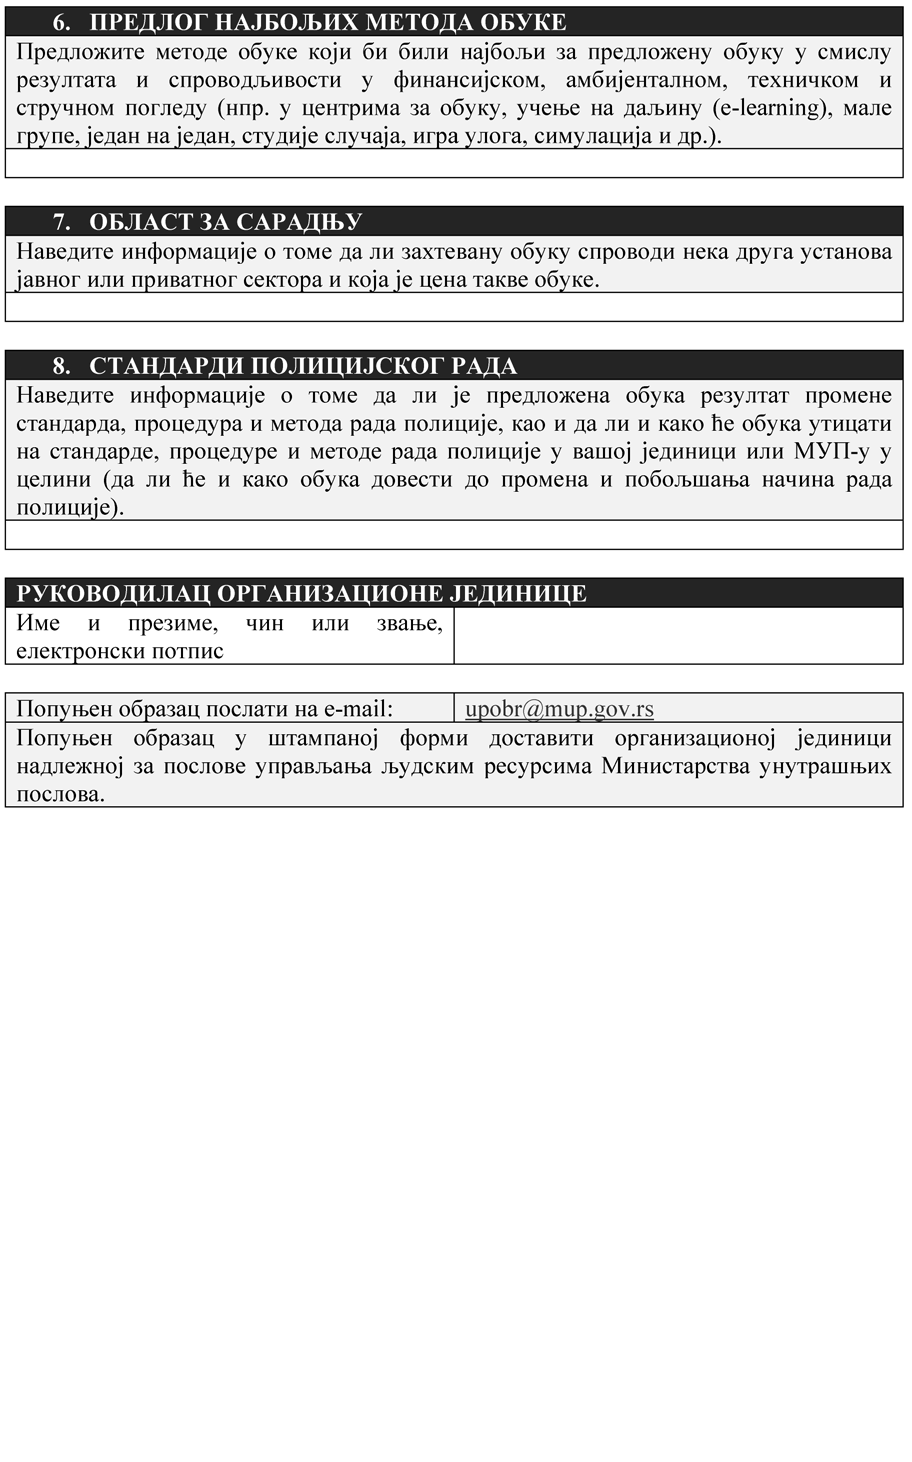 6. ПРЕДЛОГ НАЈБОЉИХ МЕТОДА ОБУКЕ
Предложите методе обуке који би били најбољи за предложену обуку у смислу
резултата и спроводљивости у финансијском, амбијенталном, техничком и
стручном погледу (нпр. у центрима за обуку, учење на даљину (e-learning), мале
групе, један на један, студије случаја, игра улога, симулација и др.).
7. ОБЛАСТ ЗА САРАДЊУ
Наведите информације о томе да ли захтевану обуку спроводи нека друга установа
јавног или приватног сектора и која је цена такве обуке.
8. СТАНДАРДИ ПОЛИЦИЈСКОГ РАДА
Наведите информације о томе да ли је предложена обука резултат промене
стандарда, процедура и метода рада полиције, као и да ли и како ће обука утицати
на стандарде, процедуре и методе рада полиције у вашој јединици или МУП-у у
целини (да ли ће и како обука довести до промена и побољшања начина рада
полиције).
РУКОВОДИЛАЦ ОРГАНИЗАЦИОНЕ ЈЕДИНИЦЕ
Име и презиме, чин или звање,
електронски потпис
Попуњен образац послати на e-mail: upobr@mup.gov.rs
Попуњен образац у штампаној форми доставити организационој јединици
надлежној за послове управљања људским ресурсима Министарства унутрашњих
послова.